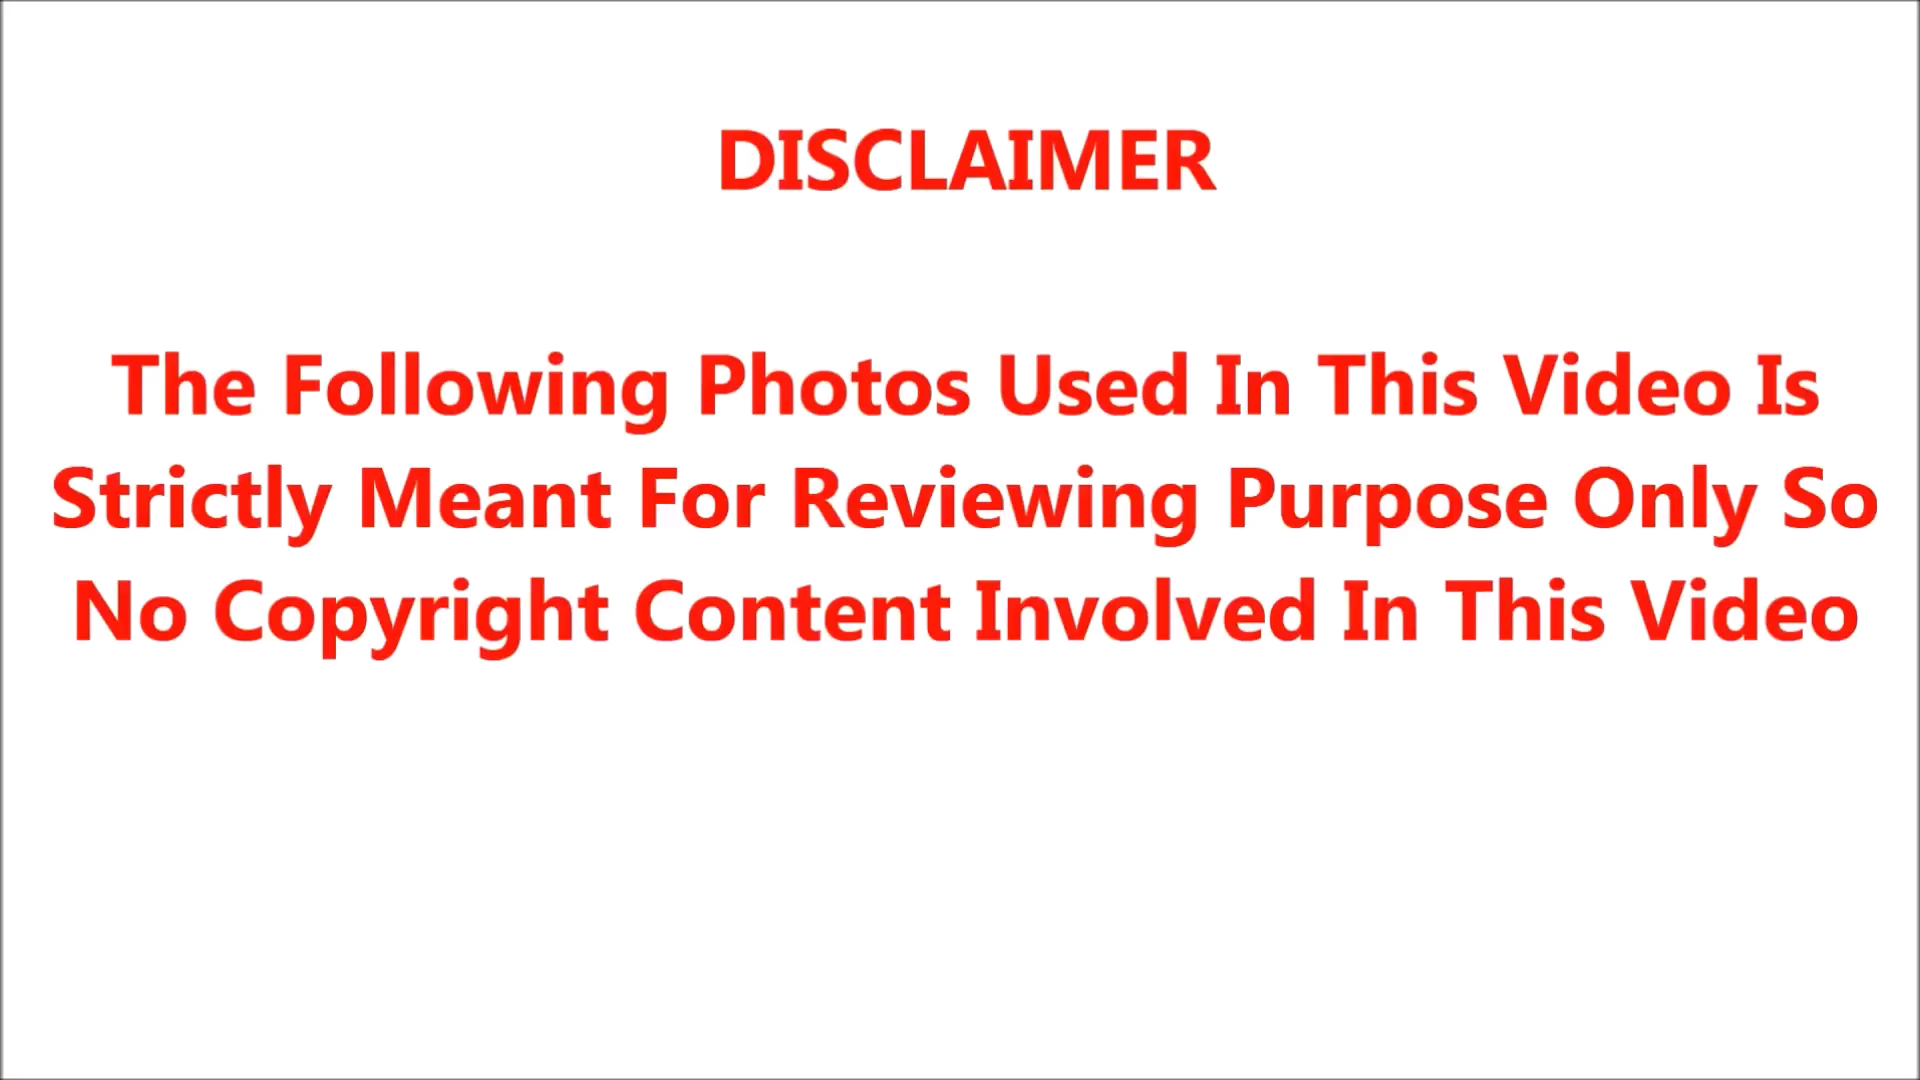 DISCLAIMER
The Following Photos Used In This Video Is
Strictly Meant For Reviewing Purpose Only So
No Copyright Content Involved In This Video